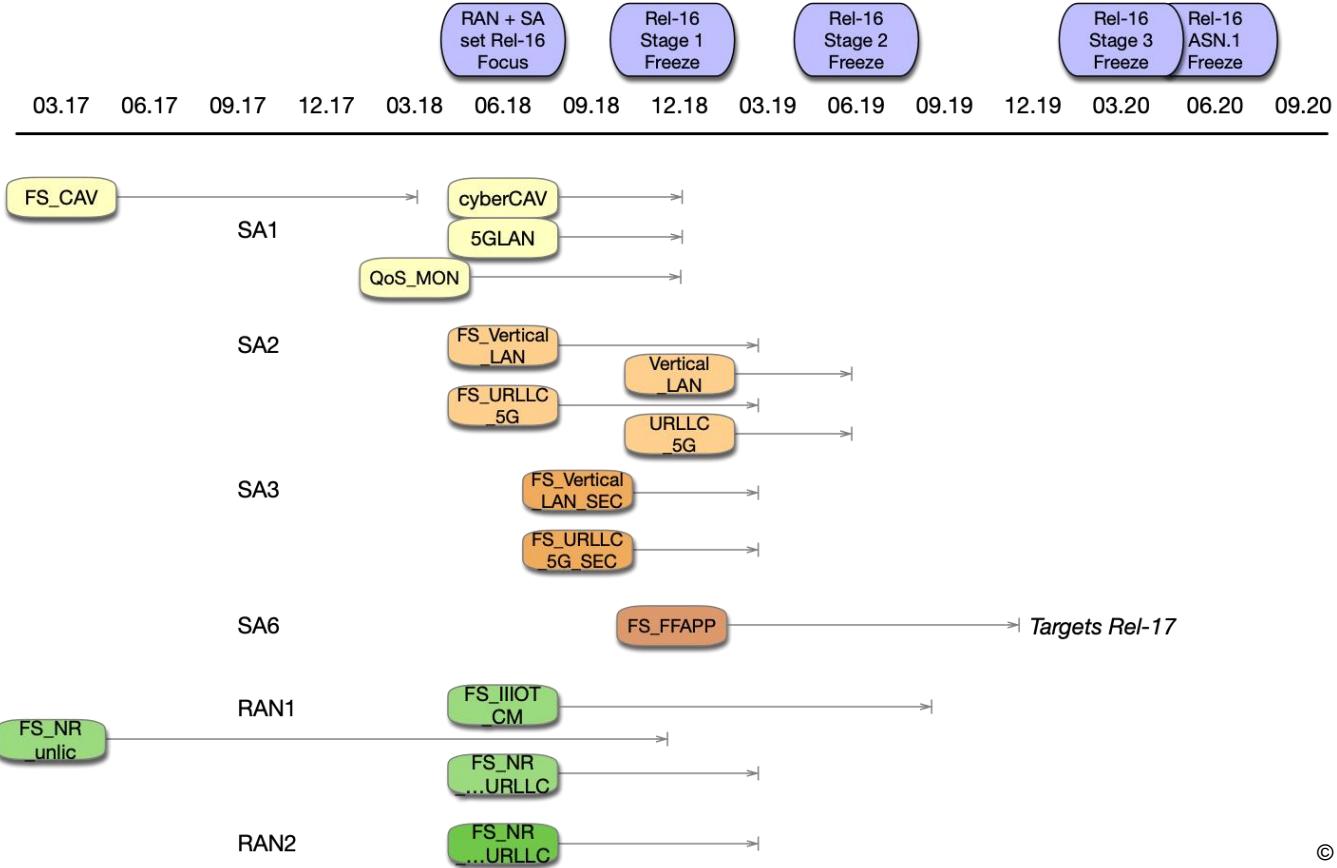 RAN + SA
set Rel-16
Focus
Rel-16
Stage 1
Freeze
Rel-16
Stage 2
Freeze
Rel-16
Stage 3
Freeze
Rel-16
ASN.1
Freeze
03.17 06.17 09.17 12.17 03.18 06.18 09.18 12.18 03.19 06.19 09.19 12.19 03.20 06.20 09.20
FS_CAV
cyberCAV
SA1
5GLAN
QoS_MON
SA2
FS_Vertical
_LAN
Vertical
_LAN
FS_URLLC
_5G
URLLC
_5G
SA3
FS_Vertical
_LAN_SEC
FS_URLLC
_5G_SEC
SA6
FS_FFAPP
Targets Rel-17
RAN1
FS_IIIOT
_CM
FS_NR
_unlic
FS_NR
_...URLLC
RAN2
FS_NR
_...URLLC
©